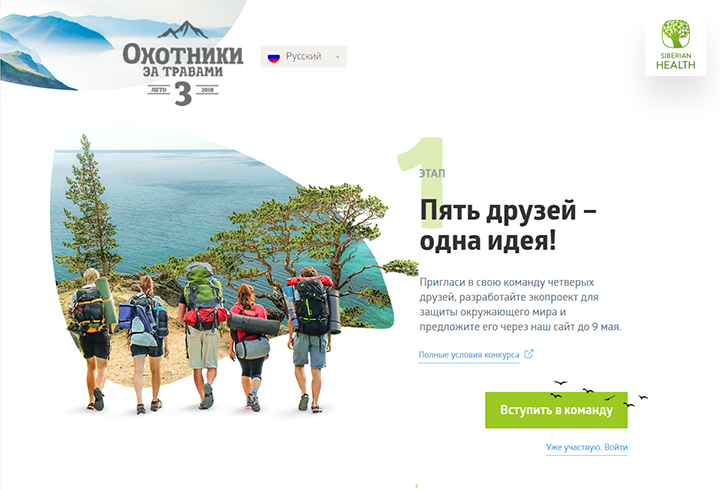 Охотники
за травами
лето 3 2018
Русский
SIBERIAN
HEALTH
1
этап
Пять друзей –
одна идея!
Пригласи в свою команду четверых
друзей, разработайте экопроект для
защиты окружающего мира и
предложите его через наш сайт до 9 мая.
Полные условия конкурса
Вступить в команду
Уже участвую. Войти